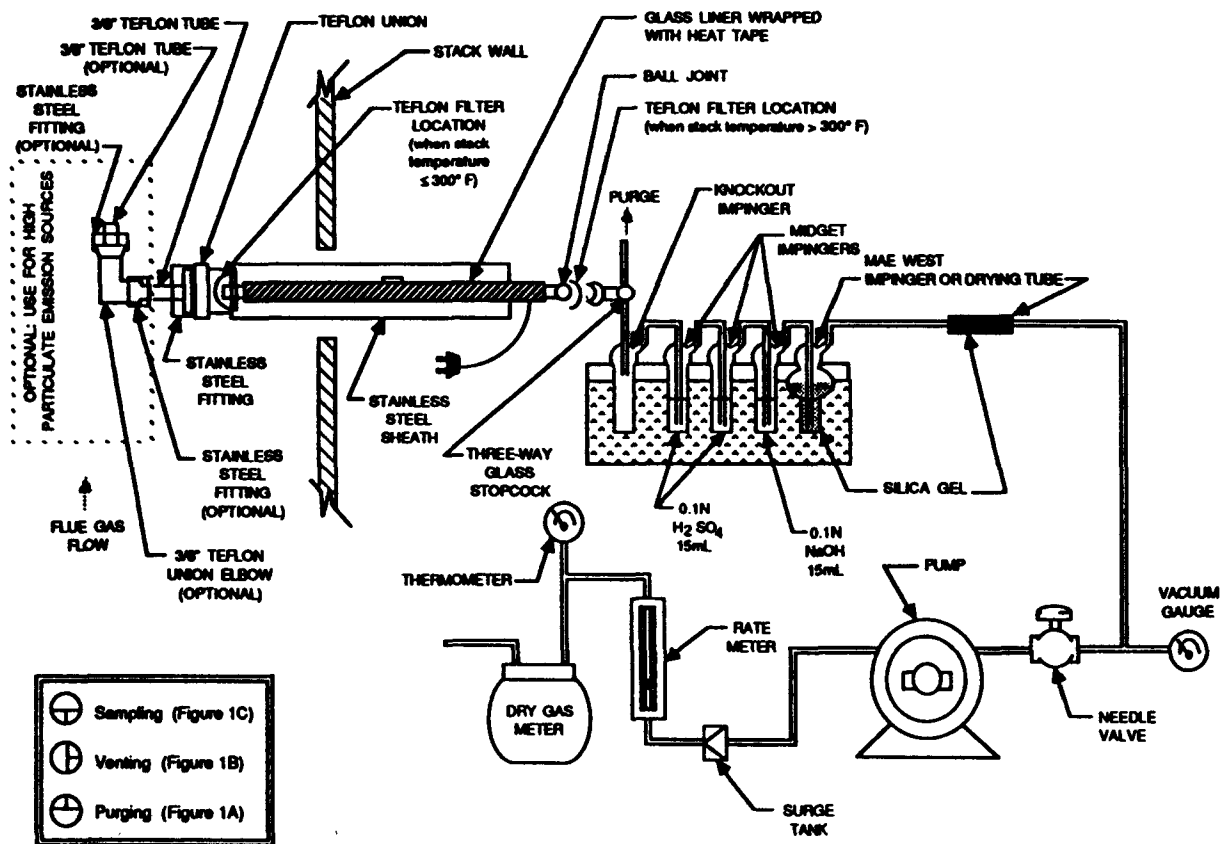 3/8" TEFLON TUBE
3/8" TEFLON TUBE
(OPTIONAL)
STAINLESS
STEEL
FITTING
(OPTIONAL)
TEFLON UNION
STACK WALL
GLASS LINER WRAPPED
WITH HEAT TAPE
BALL JOINT
TEFLON FILTER LOCATION
(when stack temperature > 300° F)
TEFLON FILTER
LOCATION
(when stack
temperature
≤ 300° F)
OPTIONAL: USE FOR HIGH
PARTICULATE EMISSION SOURCES
PURGE
KNOCKOUT
IMPINGER
MIDGET
IMPINGERS
MAE WEST
IMPINGER OR DRYING TUBE
STAINLESS
STEEL
FITTING
STAINLESS
STEEL
SHEATH
STAINLESS
STEEL
FITTING
(OPTIONAL)
THREE-WAY
GLASS
STOPCOCK
SILICA GEL
FLUE GAS
FLOW
3/8" TEFLON
UNION ELBOW
(OPTIONAL)
0.1N
H2 SO4
15mL
0.1N
NaOH
15mL
THERMOMETER
PUMP
VACUUM
GAUGE
RATE
METER
DRY GAS
METER
NEEDLE
VALVE
SURGE
TANK
Sampling (Figure 1C)
Venting (Figure 1B)
Purging (Figure 1A)